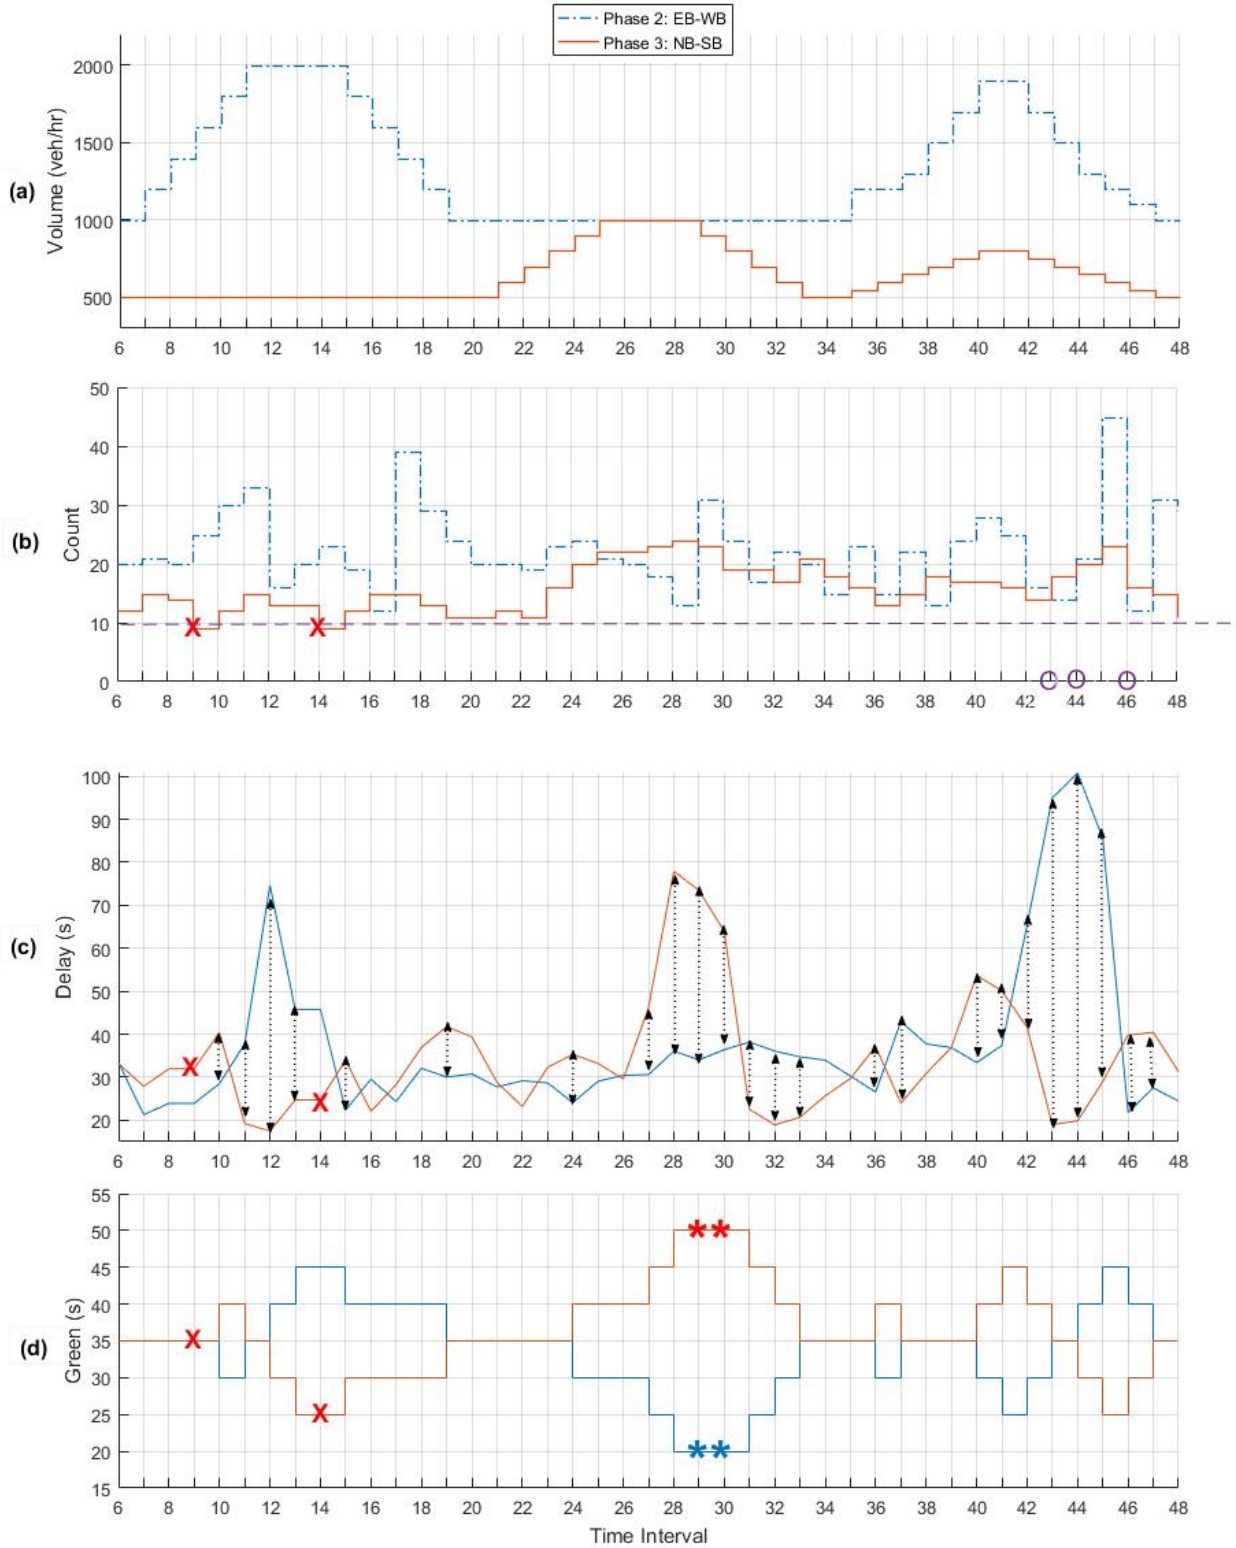 Phase 2: EB-WB
Phase 3: NB-SB
(a)
Volume (veh/hr)
2000
1500
1000
500
6 8 10 12 14 16 18 20 22 24 26 28 30 32 34 36 38 40 42 44 46 48
(b)
Count
50
40
30
20
10
0
X X
6 8 10 12 14 16 18 20 22 24 26 28 30 32 34 36 38 40 42 44 46 48
(c)
Delay (s)
100
90
80
70
60
50
40
30
20
X X
6 8 10 12 14 16 18 20 22 24 26 28 30 32 34 36 38 40 42 44 46 48
(d)
Green (s)
55
50
45
40
35
30
25
20
15
**
X
X
**
6 8 10 12 14 16 18 20 22 24 26 28 30 32 34 36 38 40 42 44 46 48
Time Interval